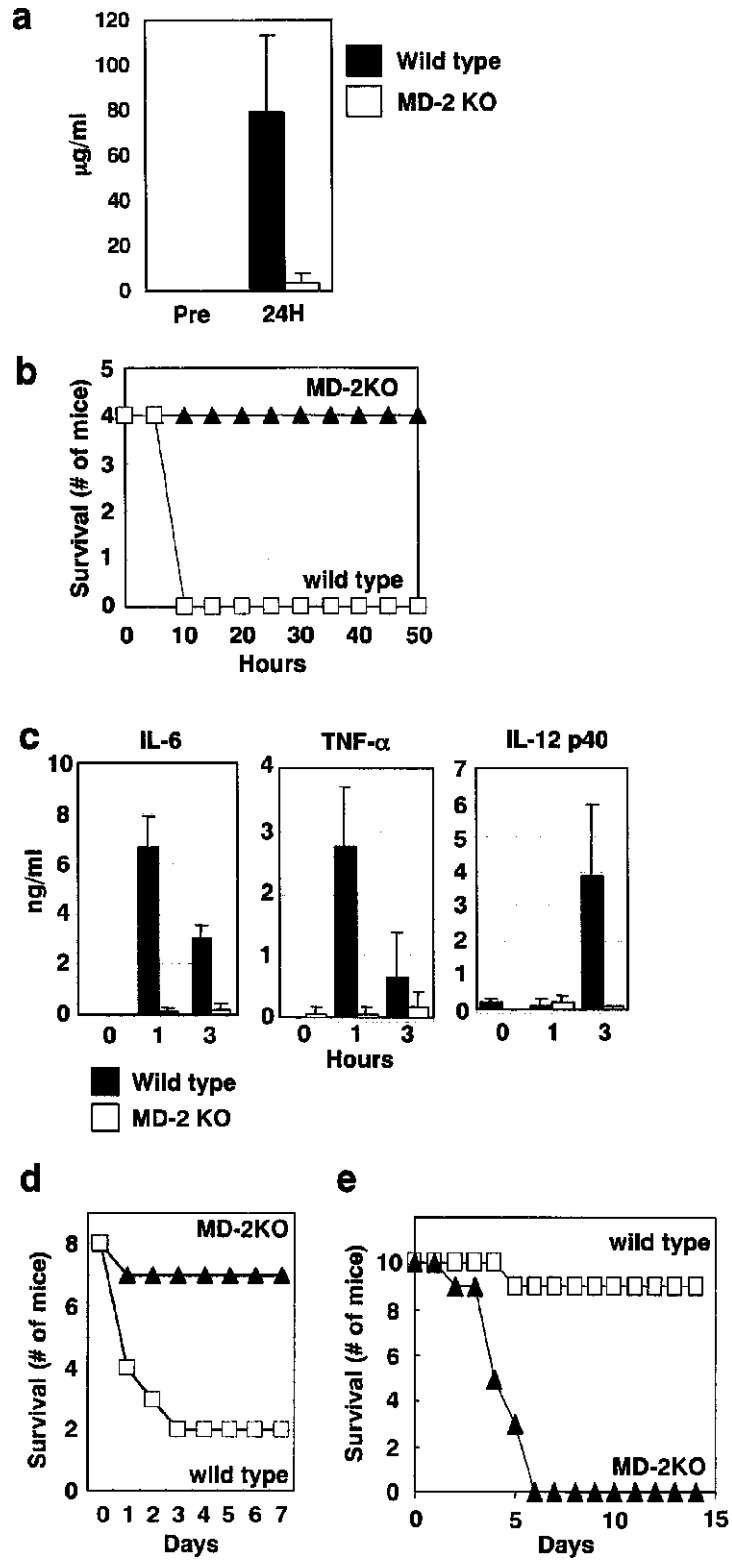 a
120
100
80
60
40
20
0
µg/ml
Pre 24H
Wild type
MD-2 KO
b
5
4
3
2
1
0
Survival (# of mice)
MD-2KO
wild type
0 10 20 30 40 50
Hours
c
IL-6
10
8
6
4
2
0
ng/ml
0 1 3
TNF-α
4
3
2
1
0
0 1 3
Hours
IL-12 p40
7
6
5
4
3
2
1
0
0 1 3
Wild type
MD-2 KO
d
8
6
4
2
0
Survival (# of mice)
MD-2KO
wild type
0 1 2 3 4 5 6 7
Days
e
10
8
6
4
2
0
Survival (# of mice)
wild type
MD-2KO
0 5 10 15
Days